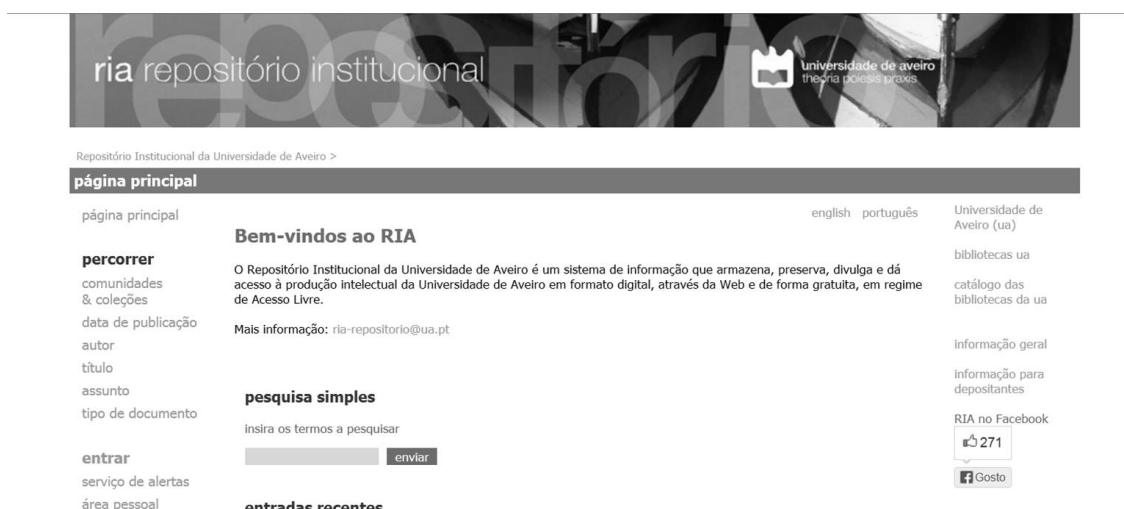 repositório
ria repositório institucional
universidade de aveiro
theoria poiesis praxis
Repositório Institucional da Universidade de Aveiro >
página principal
página principal
percorrer
comunidades
& coleções
data de publicação
autor
título
assunto
tipo de documento
entrar
serviço de alertas
área pessoal
english português
Bem-vindos ao RIA
O Repositório Institucional da Universidade de Aveiro é um sistema de informação que armazena, preserva, divulga e dá
acesso à produção intelectual da Universidade de Aveiro em formato digital, através da Web e de forma gratuita, em regime
de Acesso Livre.
Mais informação: ria-repositorio@ua.pt
pesquisa simples
insira os termos a pesquisar
enviar
entradas recentes
Universidade de
Aveiro (ua)
bibliotecas ua
catálogo das
bibliotecas da ua
informação geral
informação para
depositantes
RIA no Facebook
271
Gosto